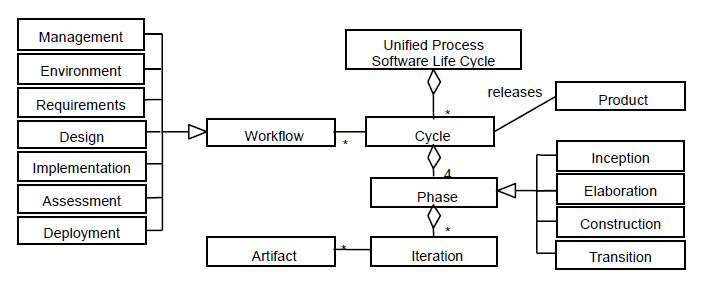 Management
Environment
Requirements
Design
Implementation
Assessment
Deployment
Workflow
*
Unified Process
Software Life Cycle
*
Cycle
releases
Product
4
Phase
Inception
Elaboration
Construction
Transition
*
Artifact
*
Iteration